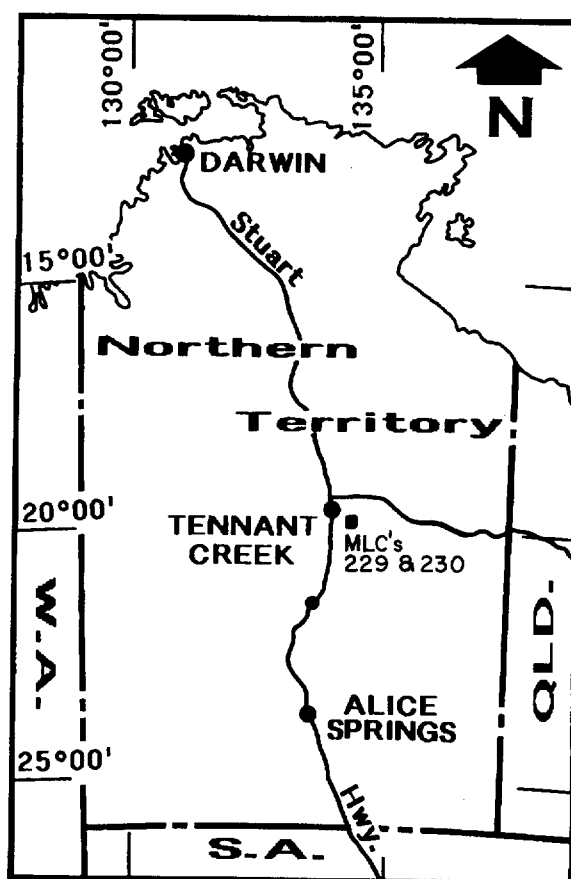 130°00'
135°00'
N
DARWIN
15°00'
Stuart
Northern
Territory
20°00'
TENNANT
CREEK
MLC's
229 & 230
W.A.
QLD.
ALICE
SPRINGS
25°00'
Hwy.
S.A.